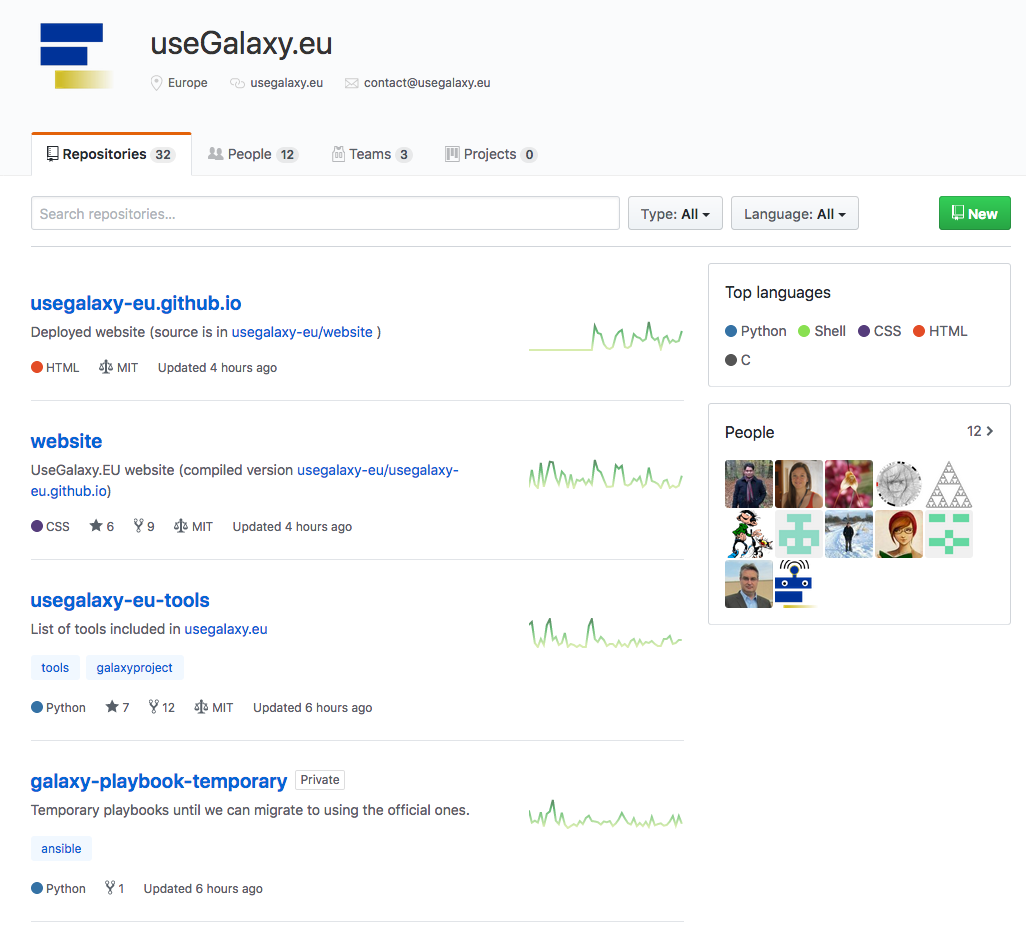 useGalaxy.eu
Europe usegalaxy.eu contact@usegalaxy.eu
Repositories 32 People 12 Teams 3 Projects 0
Search repositories... Type: All Language: All New
usegalaxy-eu.github.io
Deployed website (source is in usegalaxy-eu/website )
HTML MIT Updated 4 hours ago
website
UseGalaxy.EU website (compiled version usegalaxy-eu/usegalaxy-
eu.github.io)
CSS 6 9 MIT Updated 4 hours ago
usegalaxy-eu-tools
List of tools included in usegalaxy.eu
tools galaxyproject
Python 7 12 MIT Updated 6 hours ago
galaxy-playbook-temporary Private
Temporary playbooks until we can migrate to using the official ones.
ansible
Python 1 Updated 6 hours ago
Top languages
Python Shell CSS HTML
C
People 12